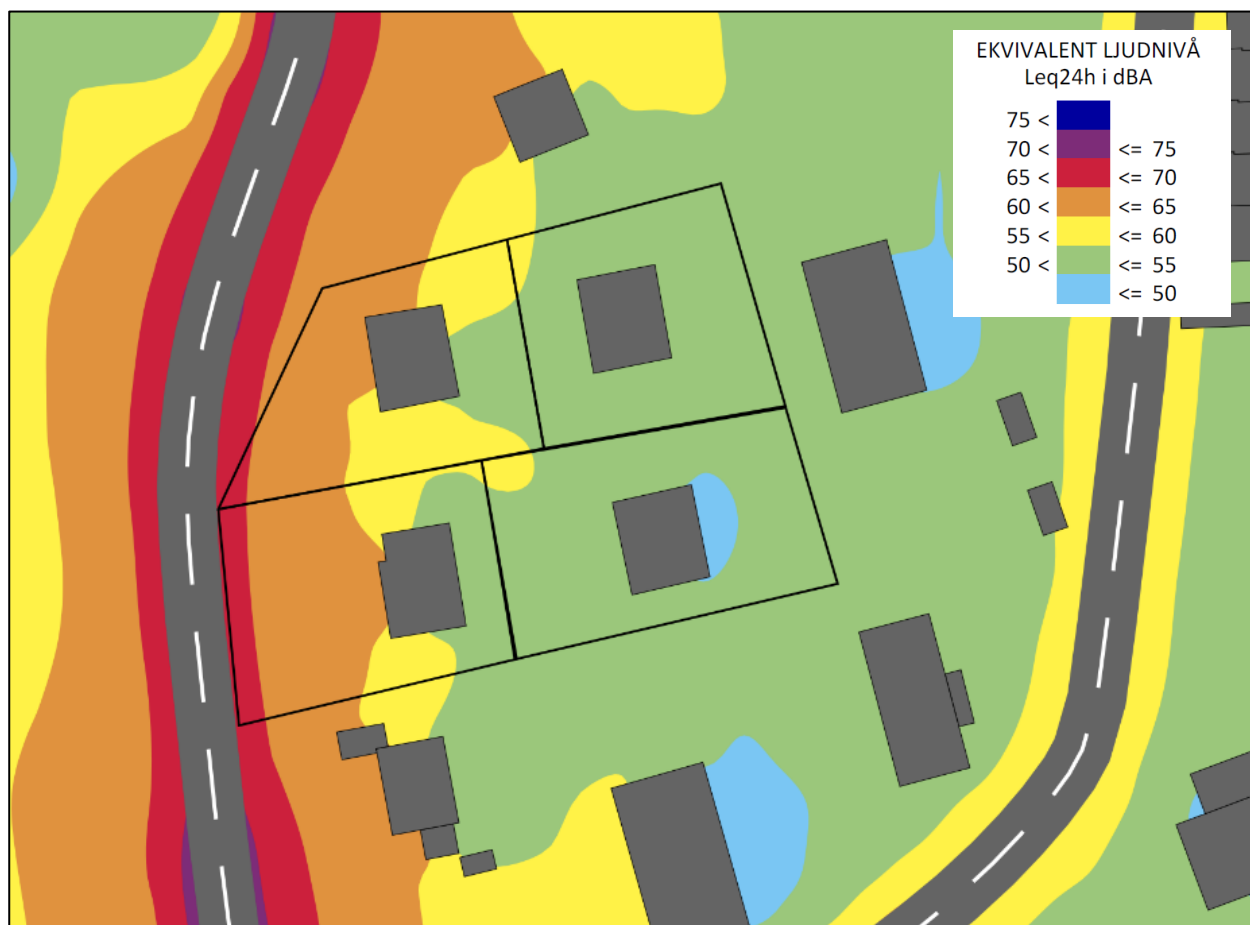 EKVIVALENT LJUDNIVÅ
Leq24h i dBA
75 <
70 < <= 75
65 < <= 70
60 < <= 65
55 < <= 60
50 < <= 55
<= 50